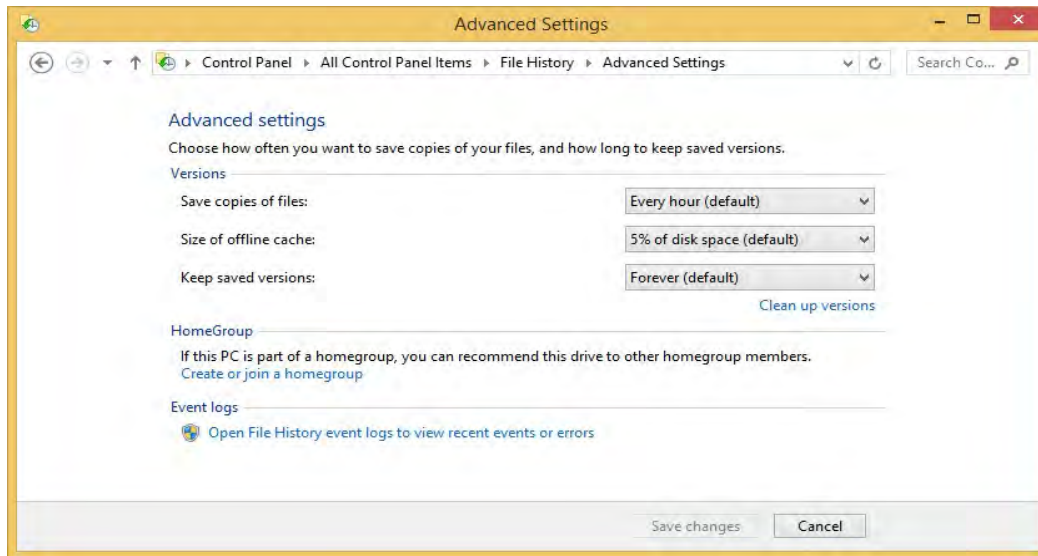 Advanced Settings
Control Panel All Control Panel Items File History Advanced Settings Search Co...
Advanced settings
Choose how often you want to save copies of your files, and how long to keep saved versions.
Versions
Save copies of files: Every hour (default)
Size of offline cache: 5% of disk space (default)
Keep saved versions: Forever (default)
Clean up versions
HomeGroup
If this PC is part of a homegroup, you can recommend this drive to other homegroup members.
Create or join a homegroup
Event logs
Open File History event logs to view recent events or errors
Save changes Cancel